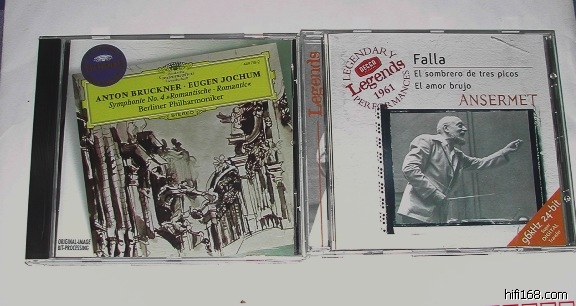 ANTON BRUCKNER · EUGEN JOCHUM
Symphonie No. 4 »Romantische · Romantic«
Berliner Philharmoniker
STEREO
ORIGINAL-IMAGE
BIT-PROCESSING
Legends
LEGENDARY
DECCA
Legends
1961
PERFORMANCES
Falla
El sombrero de tres picos
El amor brujo
ANSERMET
96kHz 24-bit
DIGITAL
hifi168.com